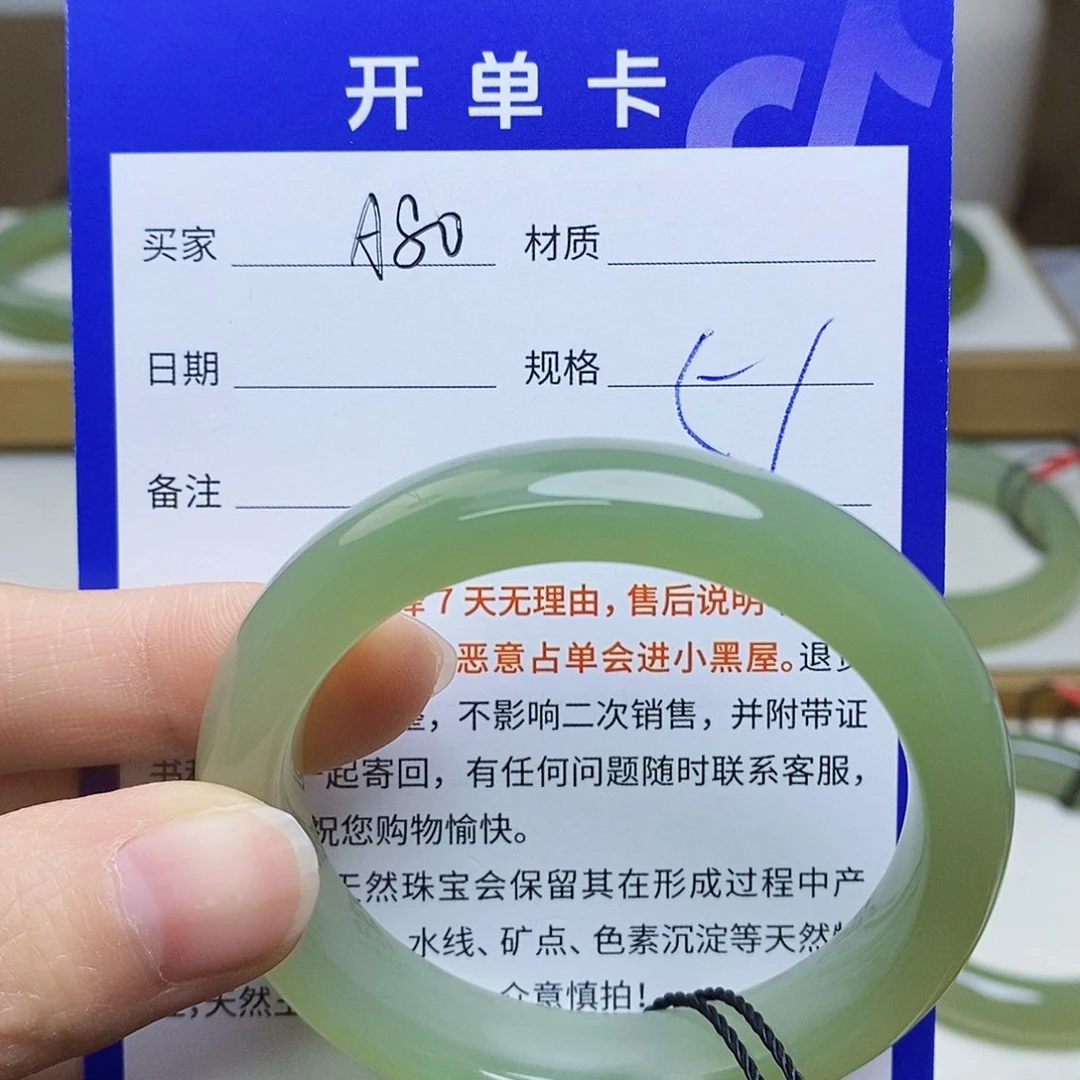 开单卡
买家 A80 材质
日期 规格
备注
7天无理由，售后说明
恶意占单会进小黑屋。退
，不影响二次销售，并附带证
一起寄回，有任何问题随时联系客服，
祝您购物愉快。
天然珠宝会保留其在形成过程中产
水线、矿点、色素沉淀等天然
介意慎拍！
天然